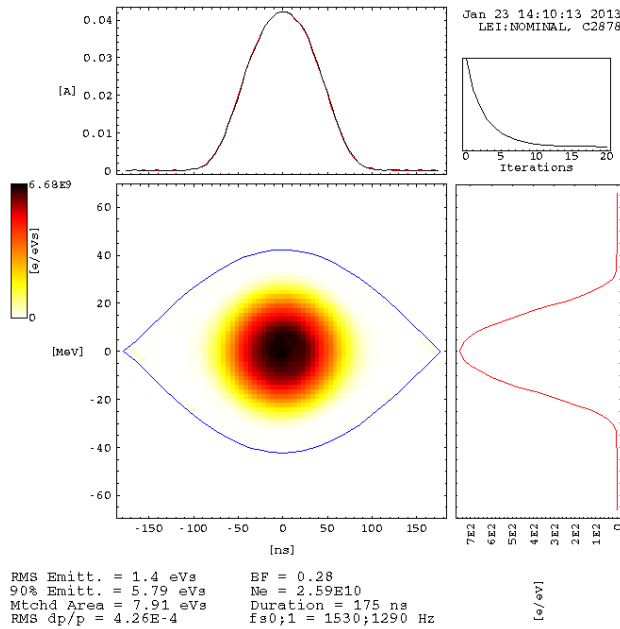 Jan 23 14:10:13 2013
LEI:NOMINAL, C2878
0.04
0.03
0.02
0.01
0
[A]
0 5 10 15 20
Iterations
6.68E9
0
[e/eVs]
60
40
20
0
-20
-40
-60
[MeV]
-150 -100 -50 0 50 100 150
[ns]
7E2 6E2 5E2 4E2 3E2 2E2 1E2 0
[e/eV]
RMS Emitt. = 1.4 eVs BF = 0.28
90% Emitt. = 5.79 eVs Ne = 2.59E10
Mtchd Area = 7.91 eVs Duration = 175 ns
RMS dp/p = 4.26E-4 fs0;1 = 1530;1290 Hz